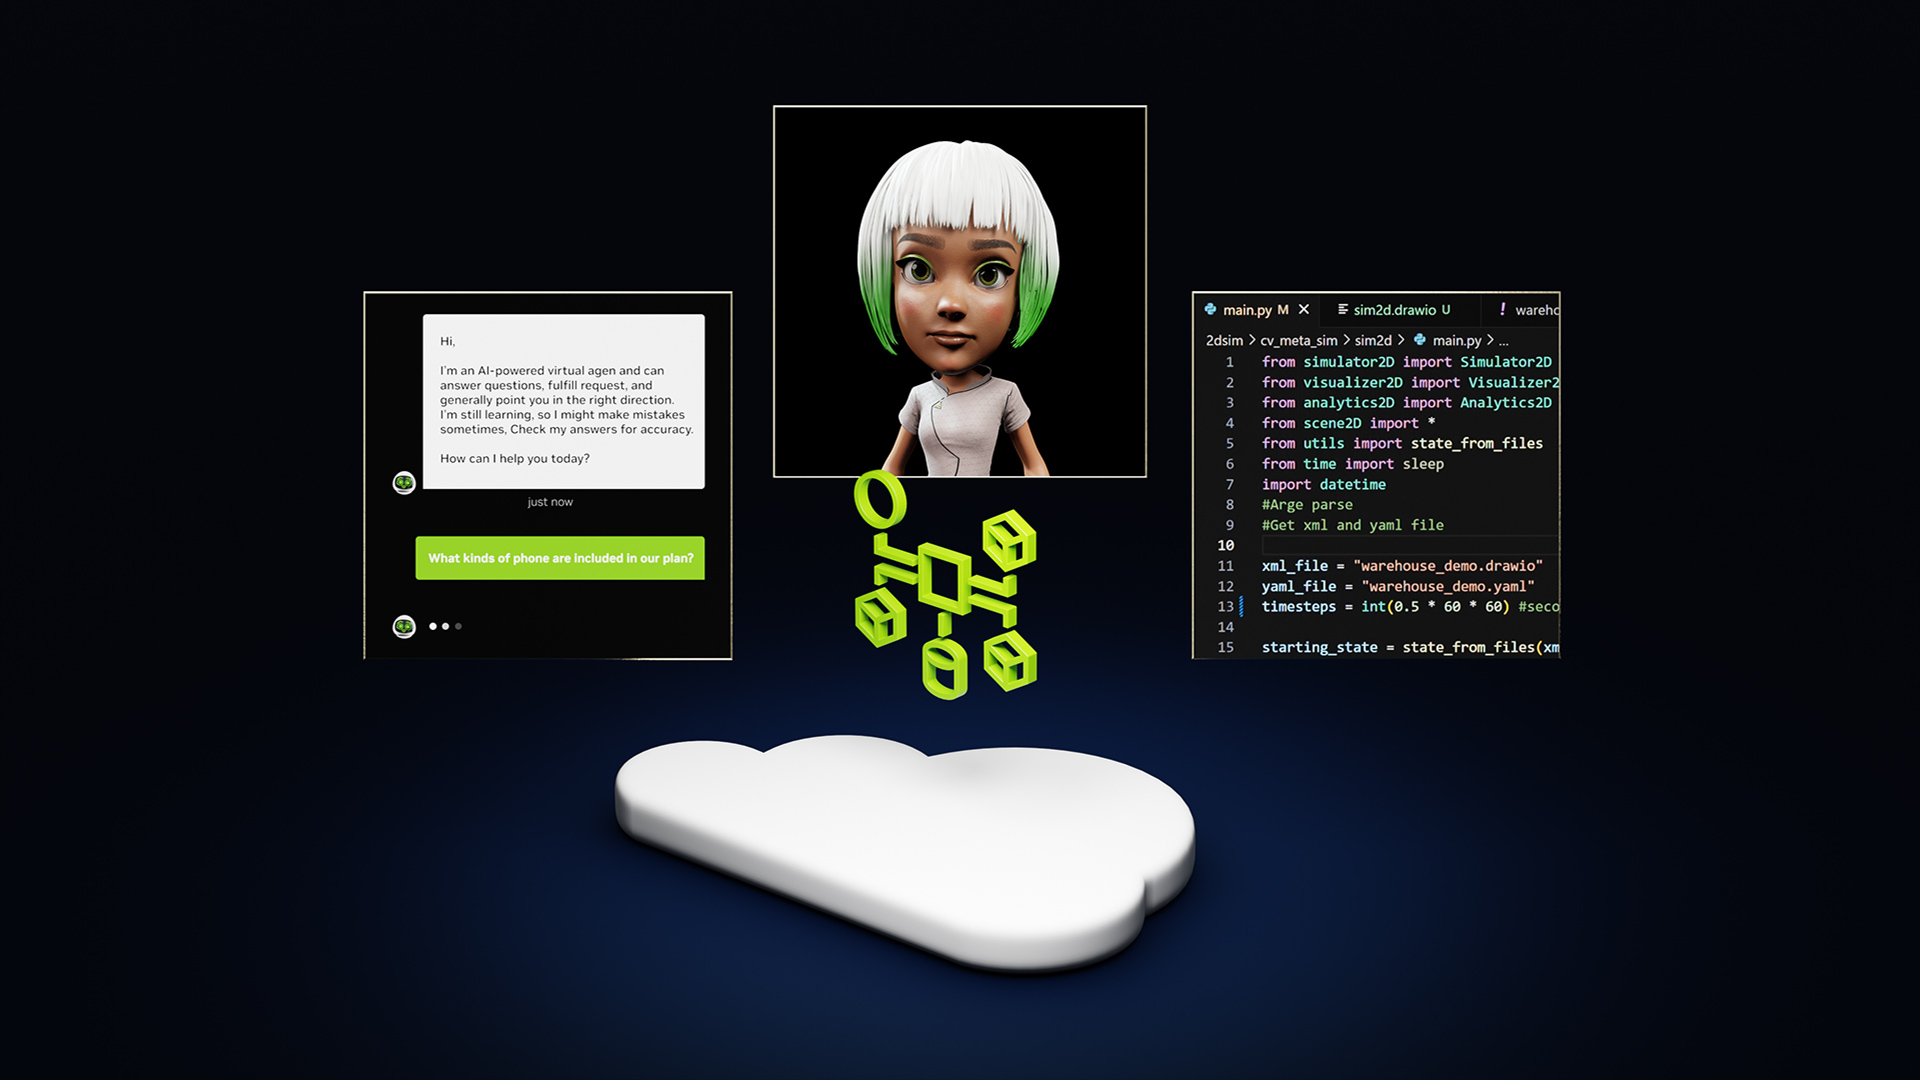 Hi,
I'm an AI-powered virtual agen and can
answer questions, fulfill request, and
generally point you in the right direction.
I'm still learning, so I might make mistakes
sometimes, Check my answers for accuracy.
How can I help you today?
just now
What kinds of phone are included in our plan?
main.py M X sim2d.drawio U ! wareho
2dsim > cv_meta_sim > sim2d > main.py > ...
1 from simulator2D import Simulator2D
2 from visualizer2D import Visualizer2
3 from analytics2D import Analytics2D
4 from scene2D import *
5 from utils import state_from_files
6 from time import sleep
7 import datetime
8 #Arge parse
9 #Get xml and yaml file
10
11 xml_file = "warehouse_demo.drawio"
12 yaml_file = "warehouse_demo.yaml"
13 timesteps = int(0.5 * 60 * 60) #seco
14
15 starting_state = state_from_files(xm